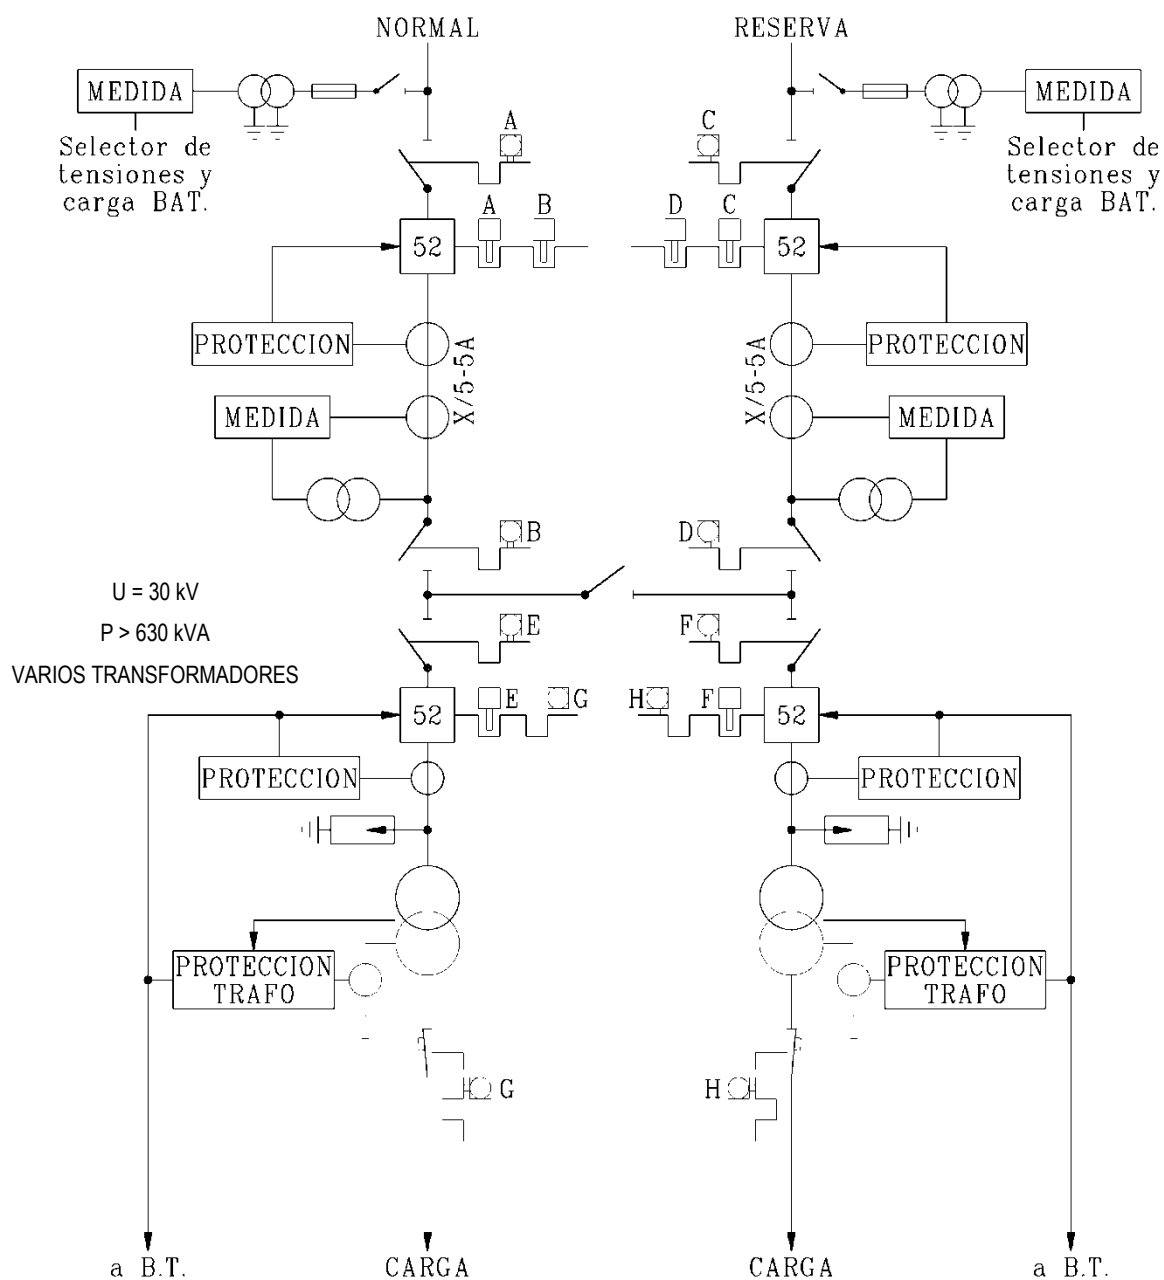 NORMAL
RESERVA
MEDIDA
MEDIDA
Selector de
tensiones y
carga BAT.
Selector de
tensiones y
carga BAT.
A
C
A
B
D
C
52
52
PROTECCION
X/5-5A
X/5-5A
PROTECCION
MEDIDA
MEDIDA
B
D
U = 30 kV
P > 630 kVA
VARIOS TRANSFORMADORES
E
F
52
E
G
H
F
52
PROTECCION
PROTECCION
PROTECCION
TRAFO
PROTECCION
TRAFO
G
H
a B.T.
CARGA
CARGA
a B.T.